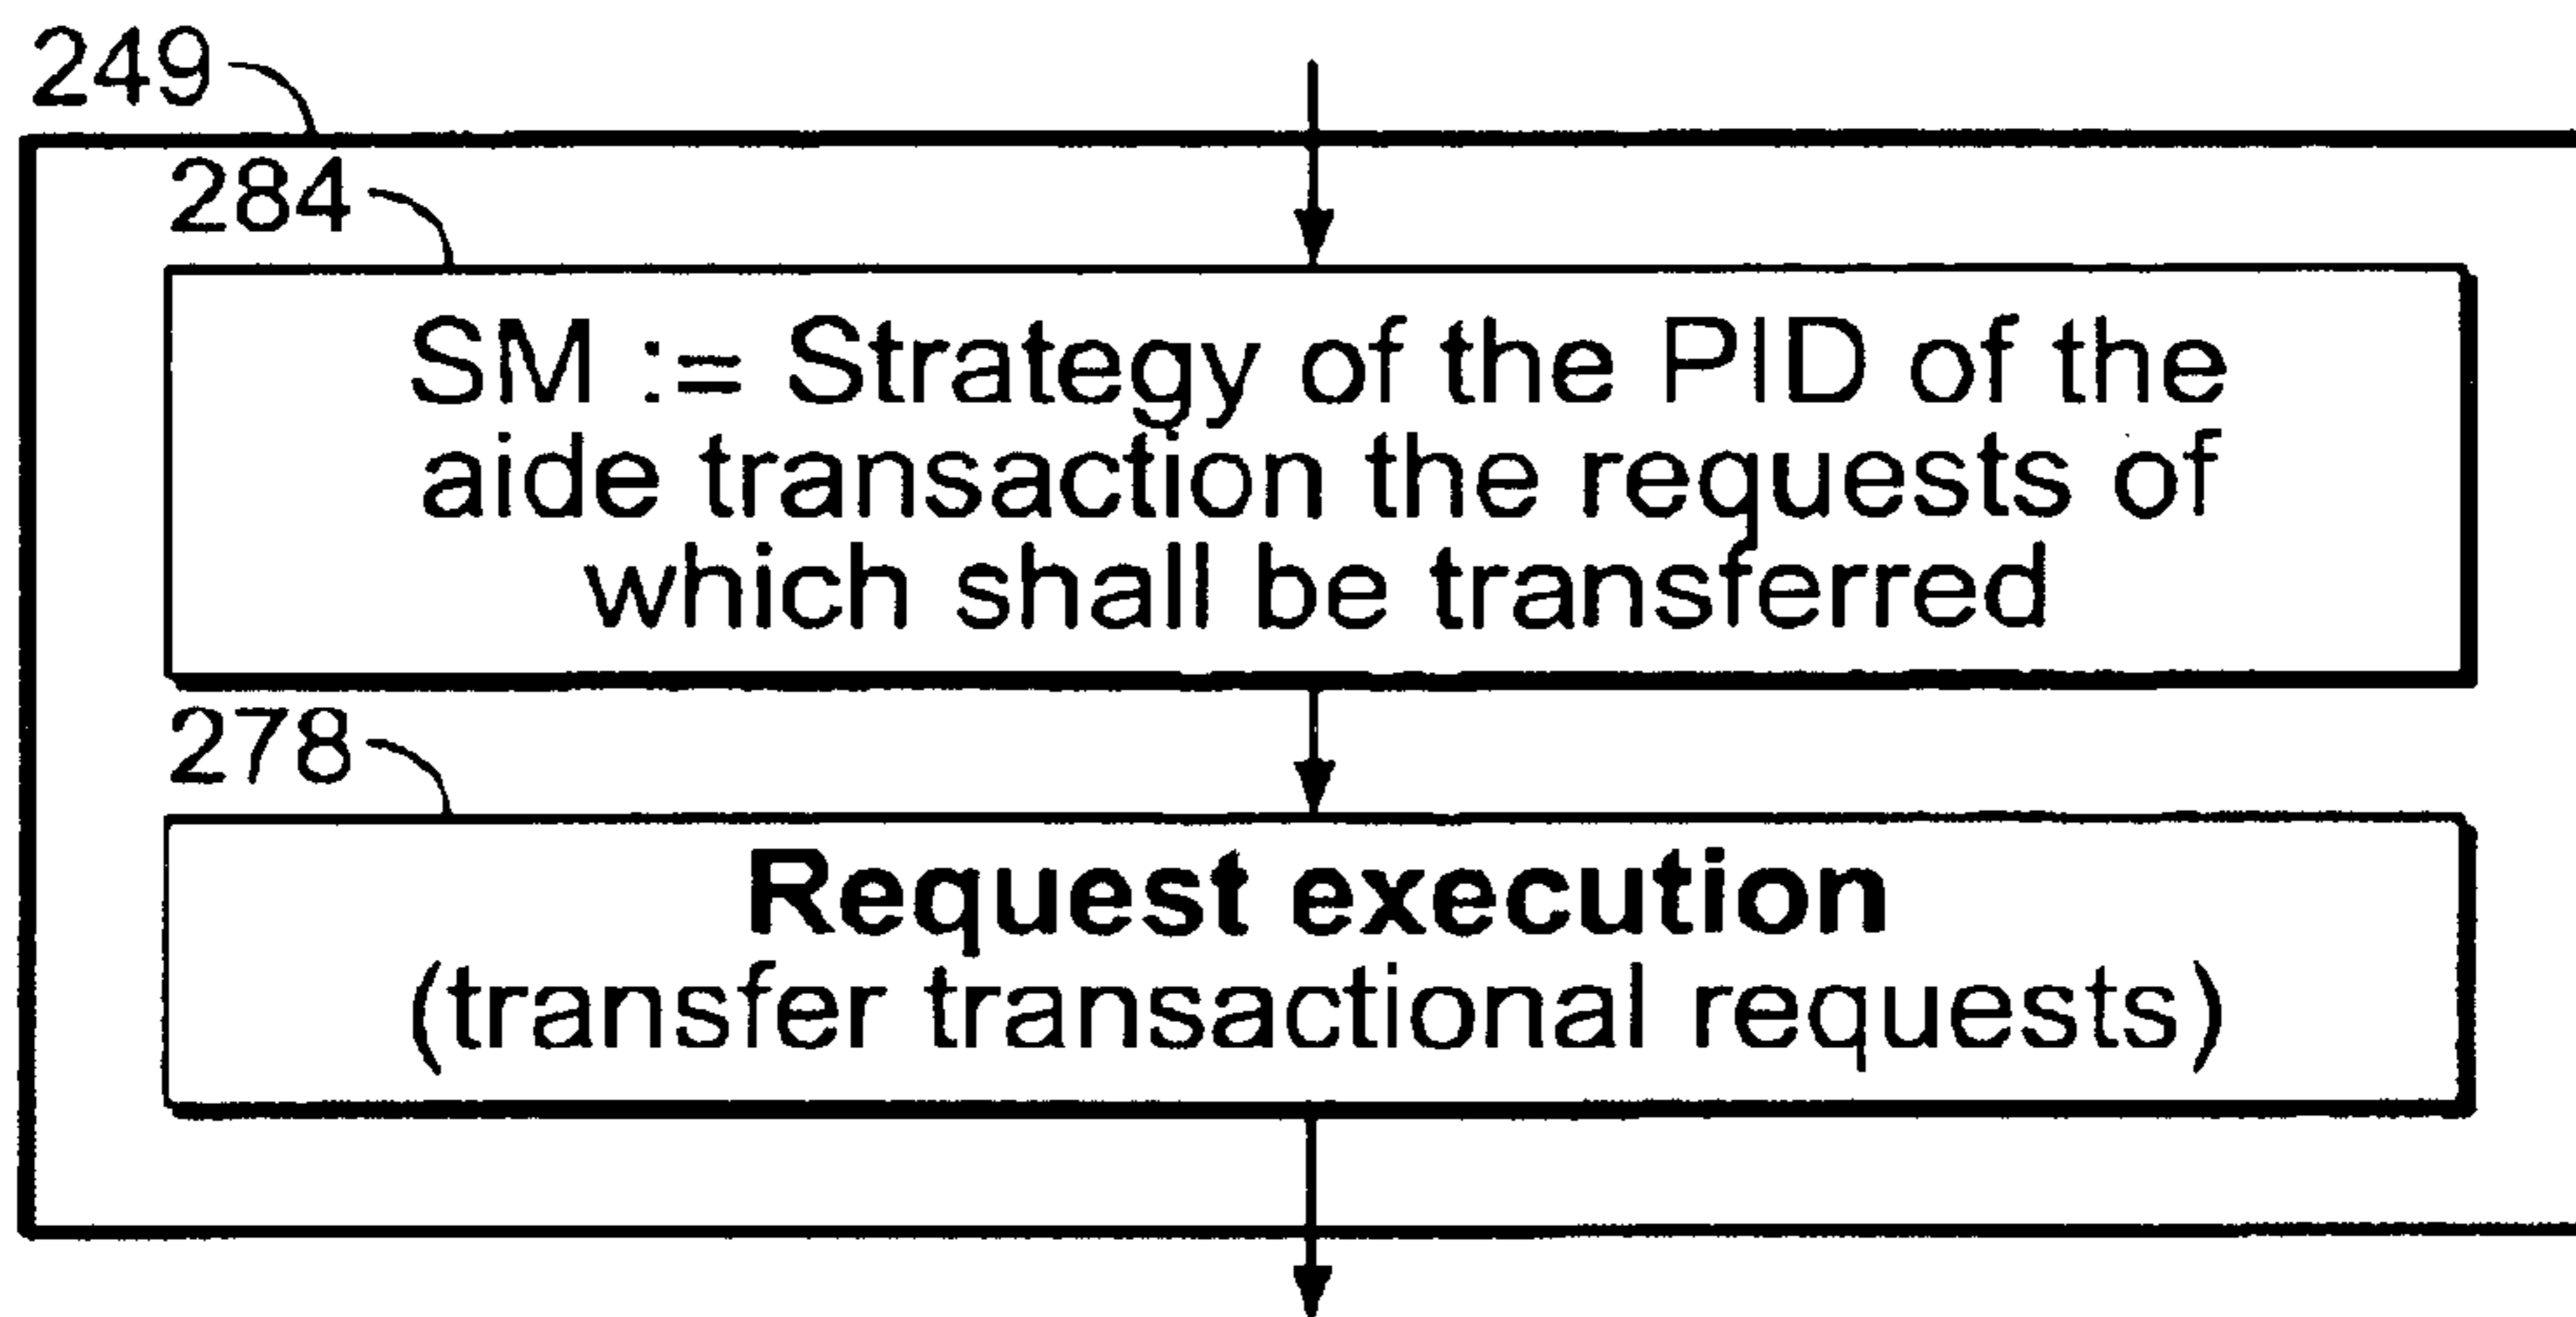 249
284
SM := Strategy of the PID of the
aide transaction the requests of
which shall be transferred
278
Request execution
(transfer transactional requests)